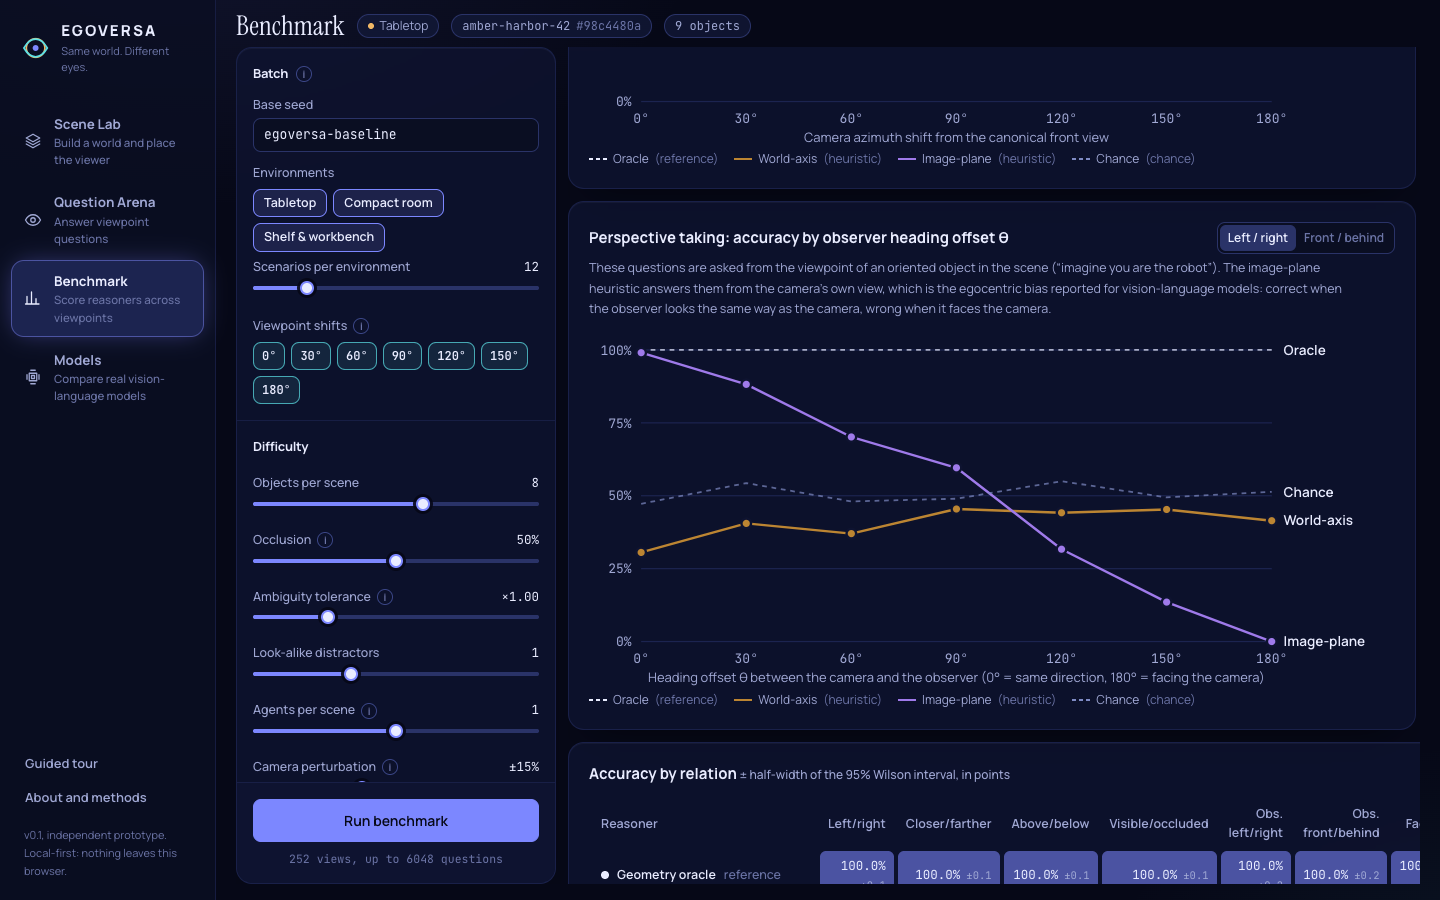 EGOVERSA
Same world. Different
eyes.
Scene Lab
Build a world and place
the viewer
Question Arena
Answer viewpoint
questions
Benchmark
Score reasoners across
viewpoints
Models
Compare real vision-
language models
Guided tour
About and methods
v0.1, independent prototype.
Local-first: nothing leaves this
browser.
Benchmark
Tabletop
amber-harbor-42 #98c4480a
9 objects
Batch i
Base seed
egoversa-baseline
Environments
Tabletop Compact room
Shelf & workbench
Scenarios per environment 12
Viewpoint shifts i
0° 30° 60° 90° 120° 150°
180°
Difficulty
Objects per scene 8
Occlusion i 50%
Ambiguity tolerance i ×1.00
Look-alike distractors 1
Agents per scene i 1
Camera perturbation i ±15%
Run benchmark
252 views, up to 6048 questions
0%
0° 30° 60° 90° 120° 150° 180°
Camera azimuth shift from the canonical front view
Oracle (reference) World-axis (heuristic) Image-plane (heuristic) Chance (chance)
Perspective taking: accuracy by observer heading offset Θ
Left / right Front / behind
These questions are asked from the viewpoint of an oriented object in the scene (“imagine you are the robot”). The image-plane
heuristic answers them from the camera’s own view, which is the egocentric bias reported for vision-language models: correct when
the observer looks the same way as the camera, wrong when it faces the camera.
100% Oracle
75%
50% Chance
World-axis
25%
0% Image-plane
0° 30° 60° 90° 120° 150° 180°
Heading offset Θ between the camera and the observer (0° = same direction, 180° = facing the camera)
Oracle (reference) World-axis (heuristic) Image-plane (heuristic) Chance (chance)
Accuracy by relation ± half-width of the 95% Wilson interval, in points
Reasoner Left/right Closer/farther Above/below Visible/occluded Obs. left/right Obs. front/behind
Geometry oracle reference 100.0% 100.0% ±0.1 100.0% ±0.1 100.0% ±0.1 100.0% 100.0% ±0.2